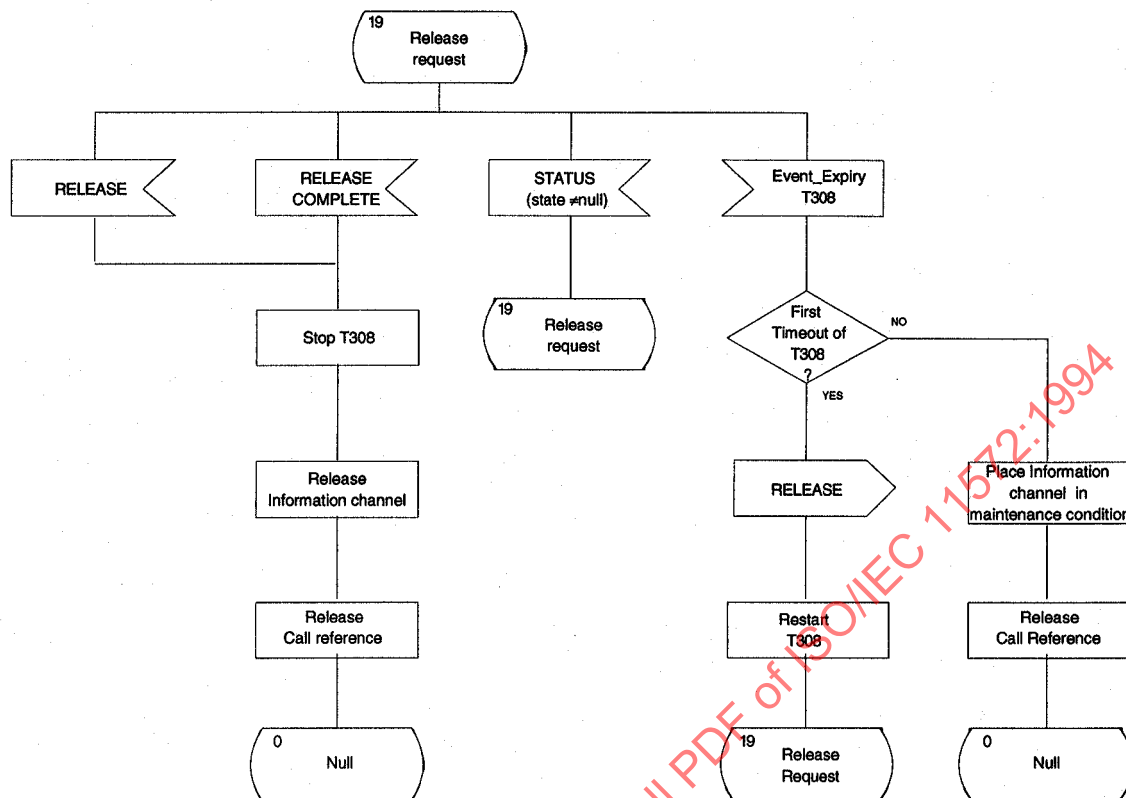 19
Release
request
RELEASE
RELEASE
COMPLETE
STATUS
(state ≠null)
Event_Expiry
T308
19
Release
request
Stop T308
First
Timeout of
T308
?
NO
YES
Release
Information channel
RELEASE
Place Information
channel in
maintenance condition
Release
Call reference
Restart
T308
Release
Call Reference
0
Null
19
Release
Request
0
Null
PDF of ISO/IEC 11572:1994